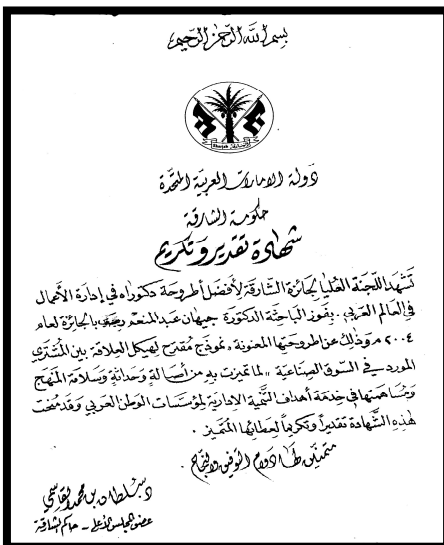 بسم الله الرحمن الرحيم
دولة الامارات العربية المتحدة
حكومة الشارقة
شهادة تقدير وتكريم
تشهد اللجنة العليا لجائزة الشارقة لأفضل أطروحة دكتوراه في إدارة الأعمال
في العالم العربي. بفوز الباحثة الدكتورة جيهان عبد المنعم رجب بالجائزة لعام
٢٠٠٤ م وذلك عن اطروحتها المعنونة "نموذج مقترح لهيكل العلاقة بين المشتري
المورد في السوق الصناعية" لما تميزت به من أصالة وحداثة وسلامة المنهج
ومساهمتها في خدمة أهداف التنمية الادارية لمؤسسات الوطن العربي وقد منحت
هذه الشهادة تقديراً وتكريماً لعطائها المتميز.
متمنين لها دوام التوفيق والنجاح.
د. سلطان بن محمد القاسمي
عضو المجلس الأعلى - حاكم الشارقة